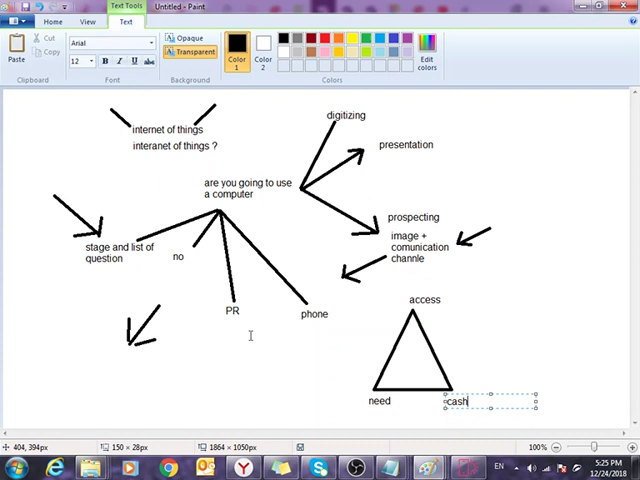 Text Tools
Untitled - Paint
Home
View
Text
Paste
Cut
Copy
Clipboard
Arial
12
Font
Opaque
Transparent
Background
Color
1
Color
2
Edit
colors
Colors
internet of things
interanet of things ?
digitizing
presentation
are you going to use
a computer
prospecting
image +
comunication
channle
stage and list of
question
no
PR
phone
access
need
cash
404, 394px
150 × 28px
1864 × 1050px
100%
EN
5:25 PM
12/24/2018